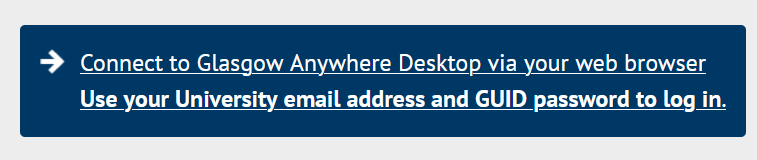 Connect to Glasgow Anywhere Desktop via your web browser
Use your University email address and GUID password to log in.